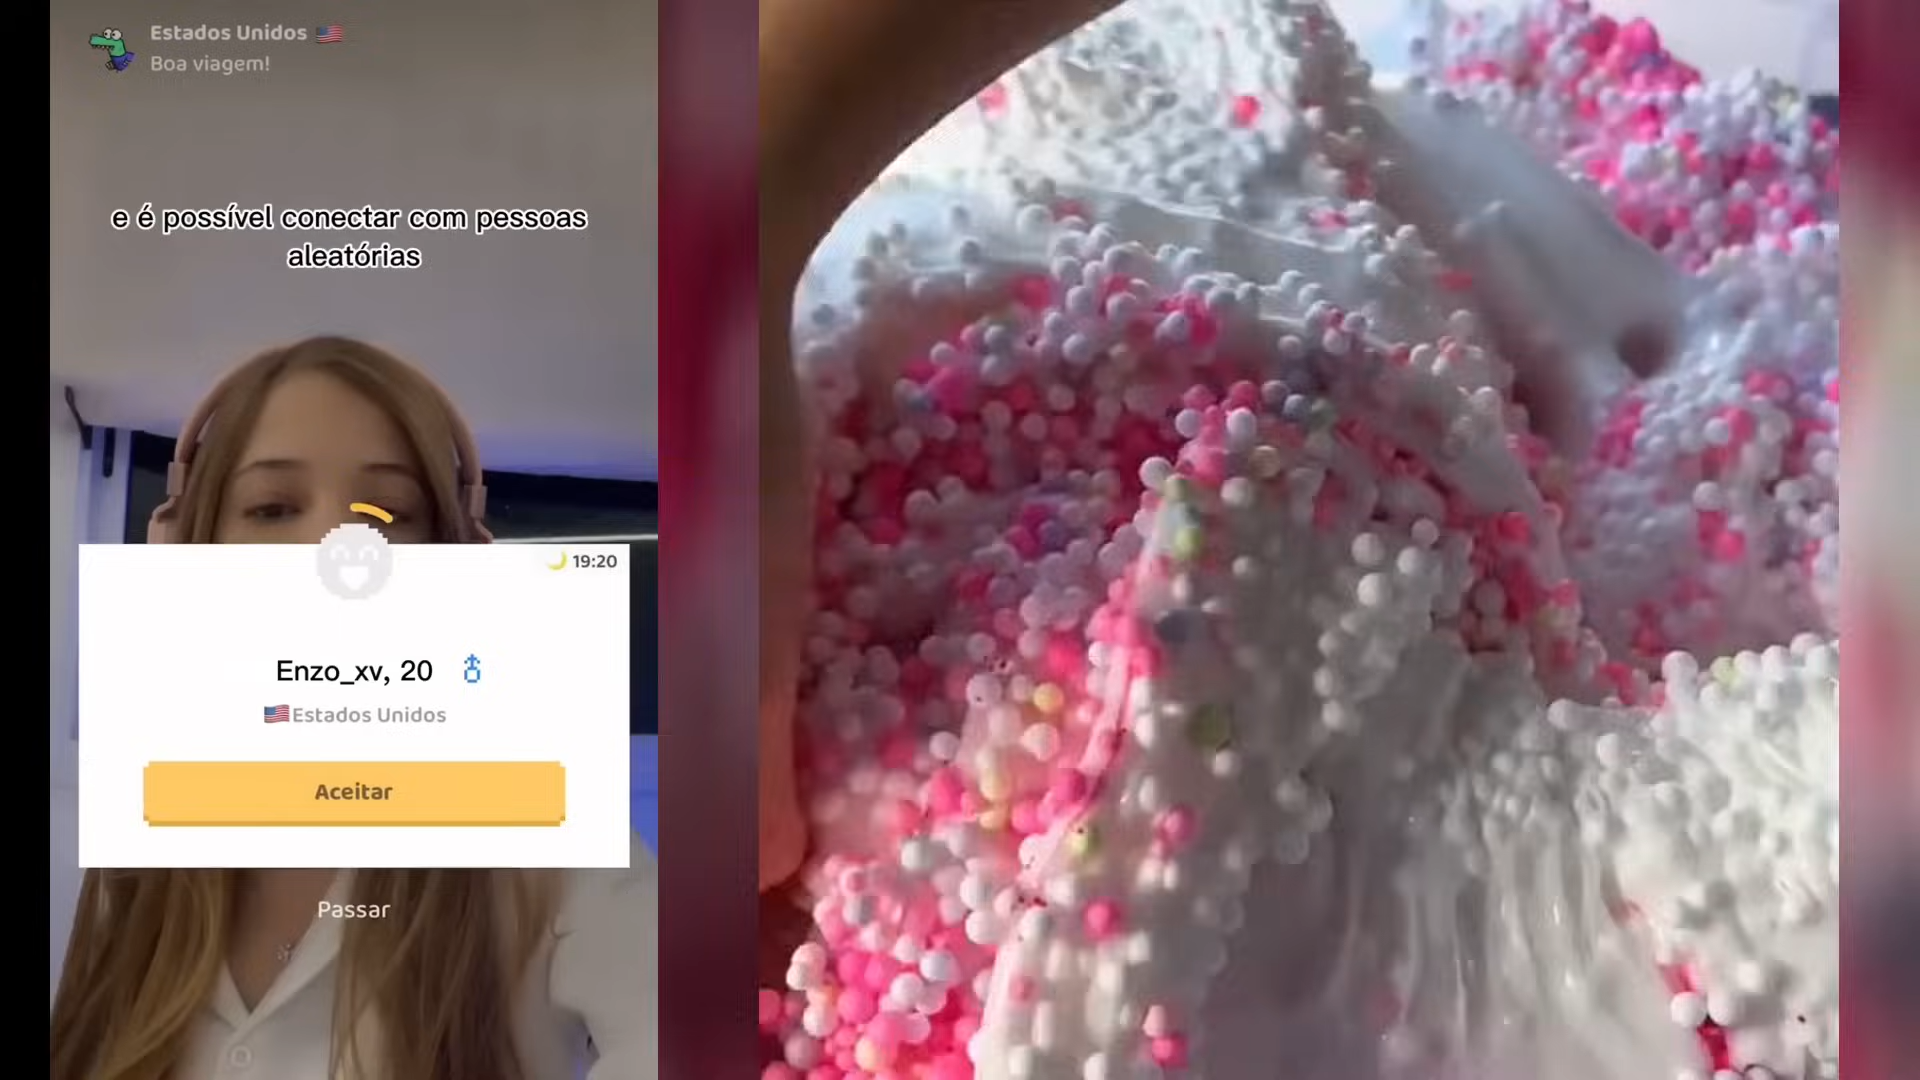 Estados Unidos 🇺🇸
Boa viagem!
e é possível conectar com pessoas
aleatórias
🌙 19:20
Enzo_xv, 20
🇺🇸Estados Unidos
Aceitar
Passar